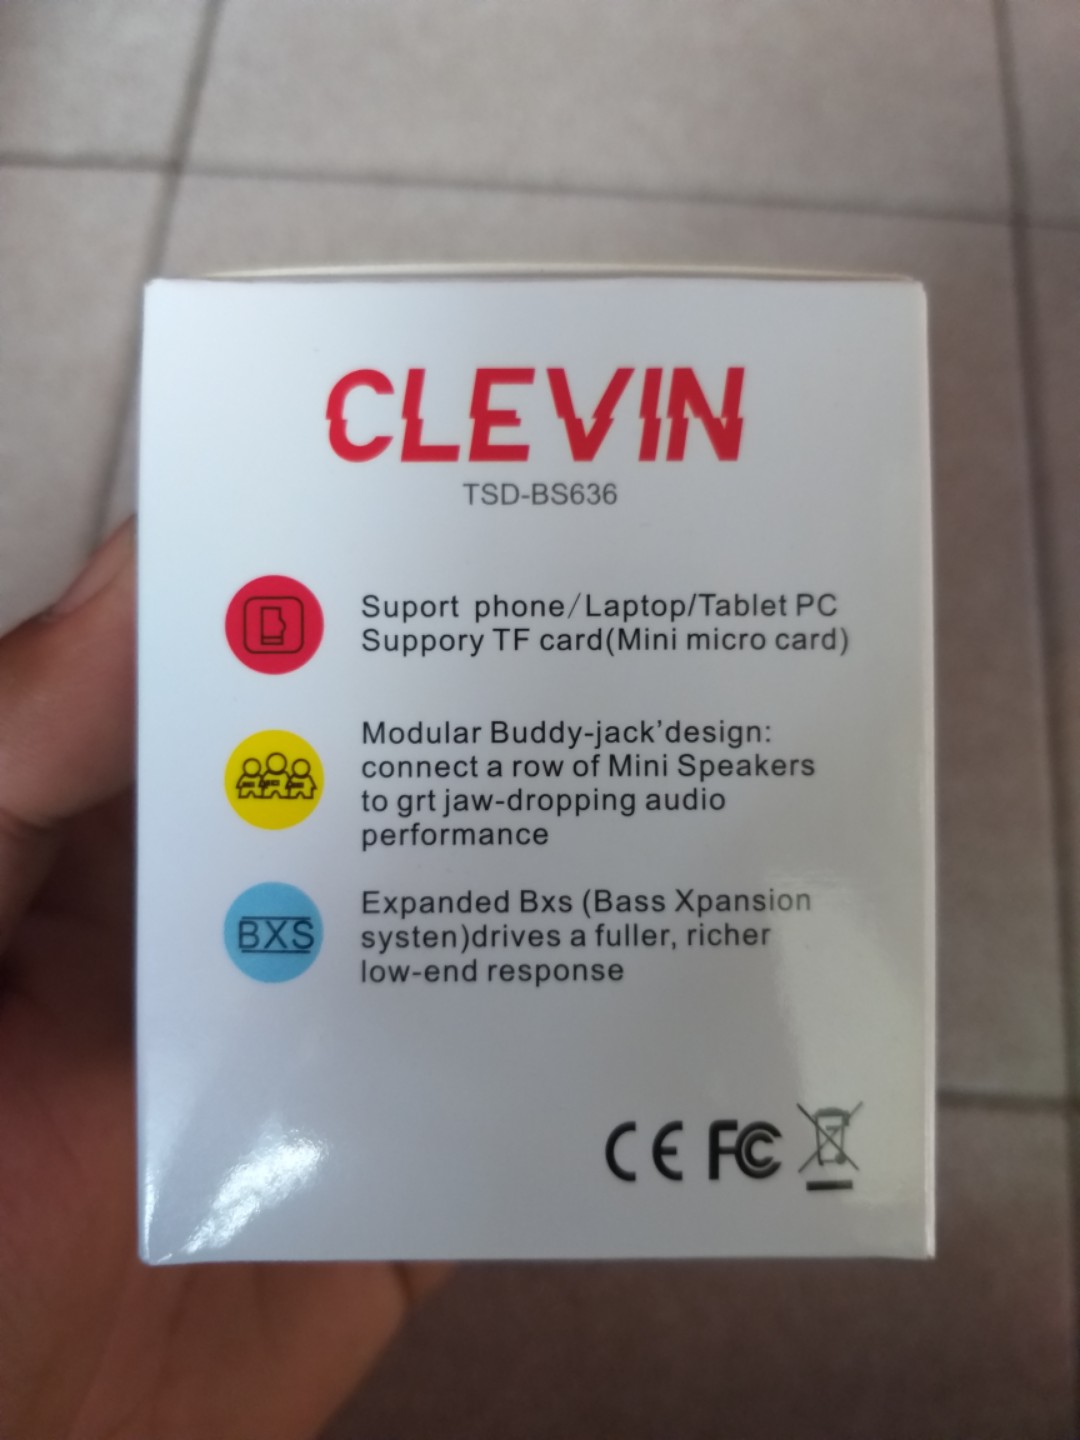 CLEVIN
TSD-BS636
Suport phone/Laptop/Tablet PC
Suppory TF card(Mini micro card)
Modular Buddy-jack'design:
connect a row of Mini Speakers
to grt jaw-dropping audio
performance
BXS
Expanded Bxs (Bass Xpansion
systen)drives a fuller, richer
low-end response
CE FC